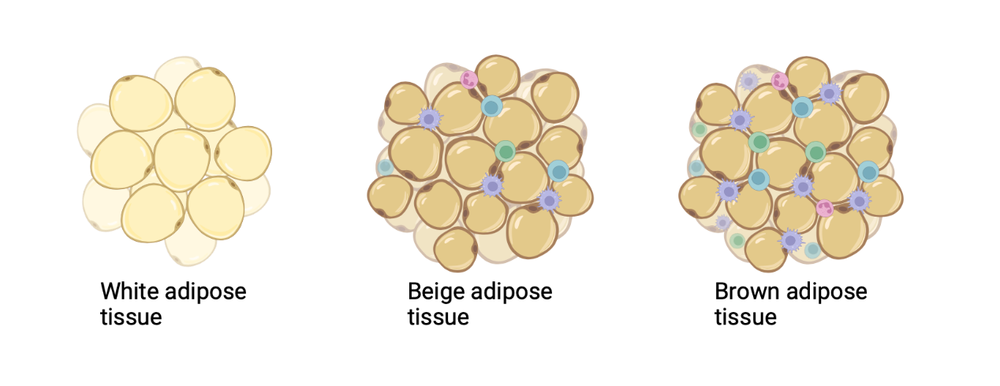 White adipose
tissue
Beige adipose
tissue
Brown adipose
tissue